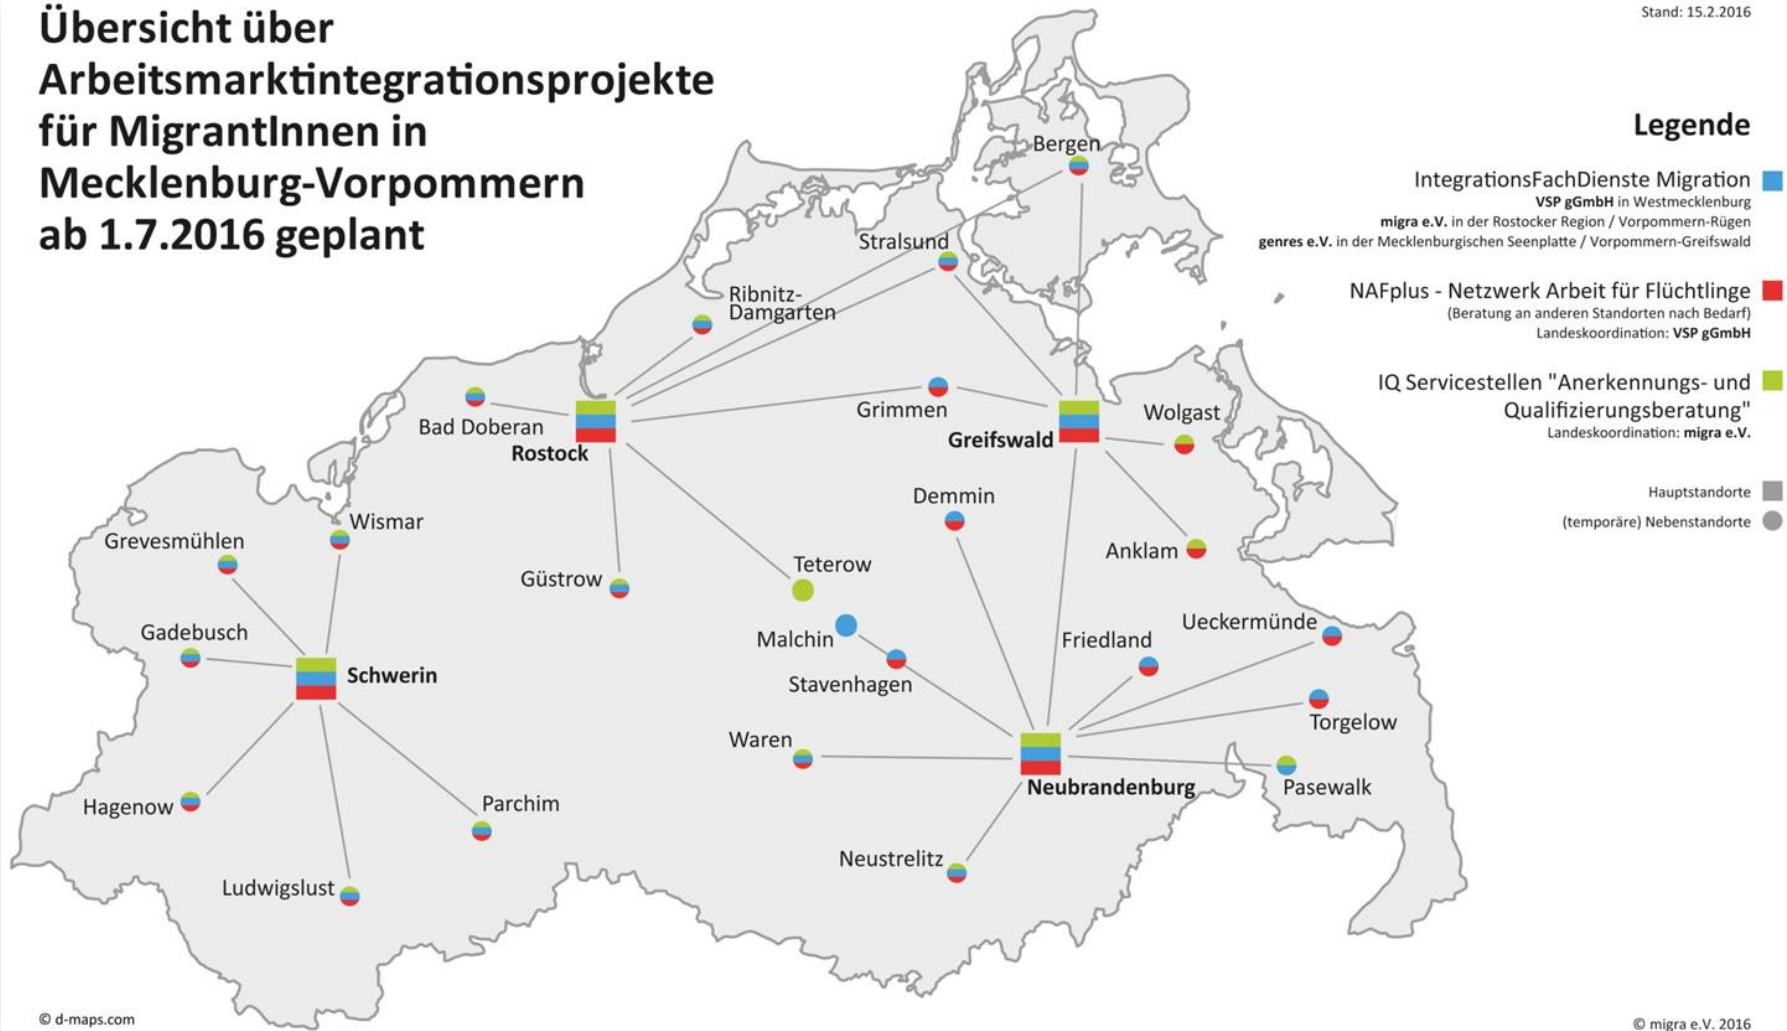 Übersicht über
Arbeitsmarktintegrationsprojekte
für MigrantInnen in
Mecklenburg-Vorpommern
ab 1.7.2016 geplant
Stand: 15.2.2016
Legende
IntegrationsFachDienste Migration
VSP gGmbH in Westmecklenburg
migra e.V. in der Rostocker Region / Vorpommern-Rügen
genres e.V. in der Mecklenburgischen Seenplatte / Vorpommern-Greifswald
NAFplus - Netzwerk Arbeit für Flüchtlinge
(Beratung an anderen Standorten nach Bedarf)
Landeskoordination: VSP gGmbH
IQ Servicestellen "Anerkennungs- und
Qualifizierungsberatung"
Landeskoordination: migra e.V.
Hauptstandorte
(temporäre) Nebenstandorte
Bergen
Stralsund
Ribnitz-
Damgarten
Bad Doberan
Rostock
Grimmen
Greifswald
Wolgast
Demmin
Wismar
Grevesmühlen
Anklam
Teterow
Güstrow
Gadebusch
Malchin
Friedland
Ueckermünde
Schwerin
Stavenhagen
Torgelow
Waren
Neubrandenburg
Pasewalk
Hagenow
Parchim
Neustrelitz
Ludwigslust
© d-maps.com
© migra e.V. 2016